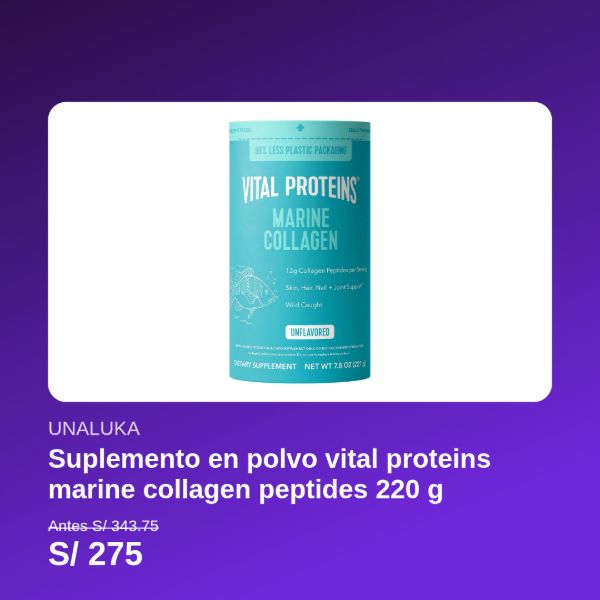 90% LESS PLASTIC PACKAGING
VITAL PROTEINS®
MARINE
COLLAGEN
12g Collagen Peptides per Serving
Skin, Hair, Nail + Joint Support
Wild Caught
UNFLAVORED
DIETARY SUPPLEMENT NET WT 7.8 OZ (221 g)
UNALUKA
Suplemento en polvo vital proteins
marine collagen peptides 220 g
Antes S/ 343.75
S/ 275